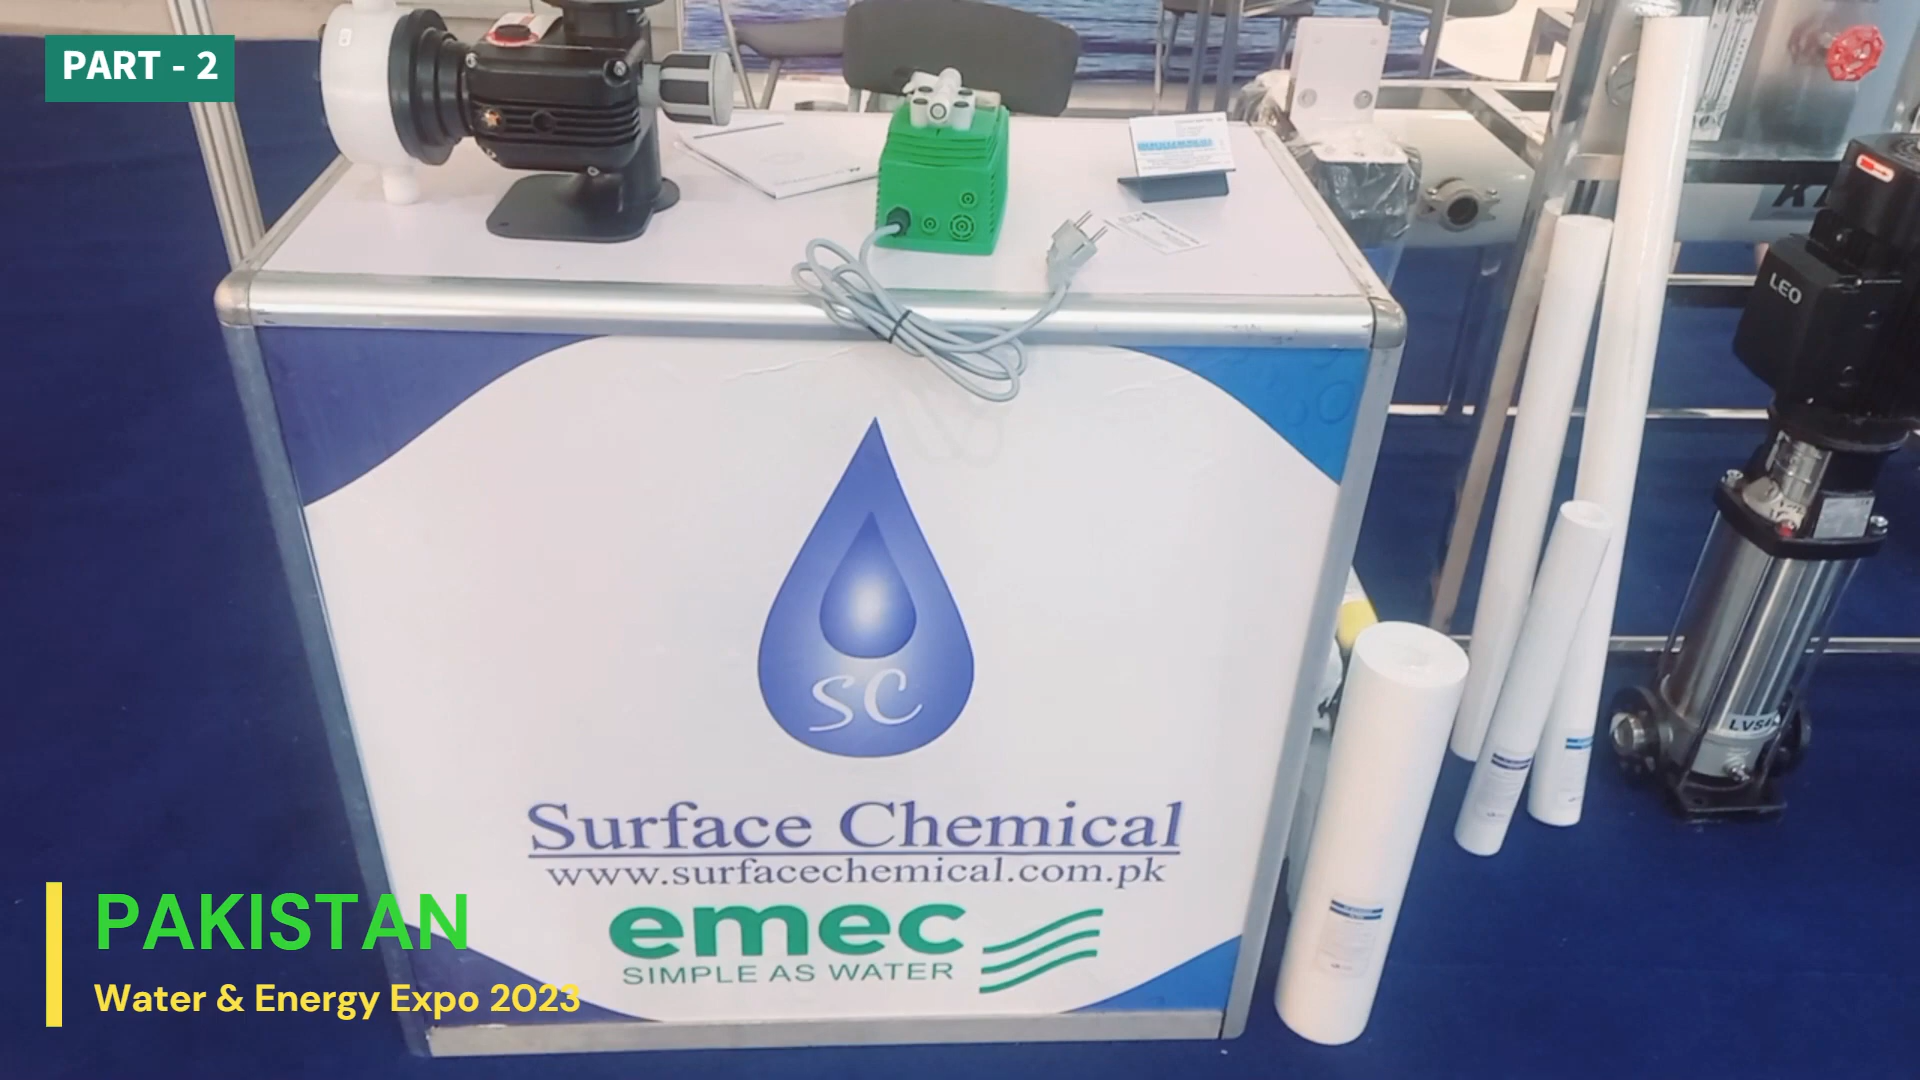 PART - 2
LEO
SC
LVS
Surface Chemical
www.surfacechemical.com.pk
emec
SIMPLE AS WATER
PAKISTAN
Water & Energy Expo 2023